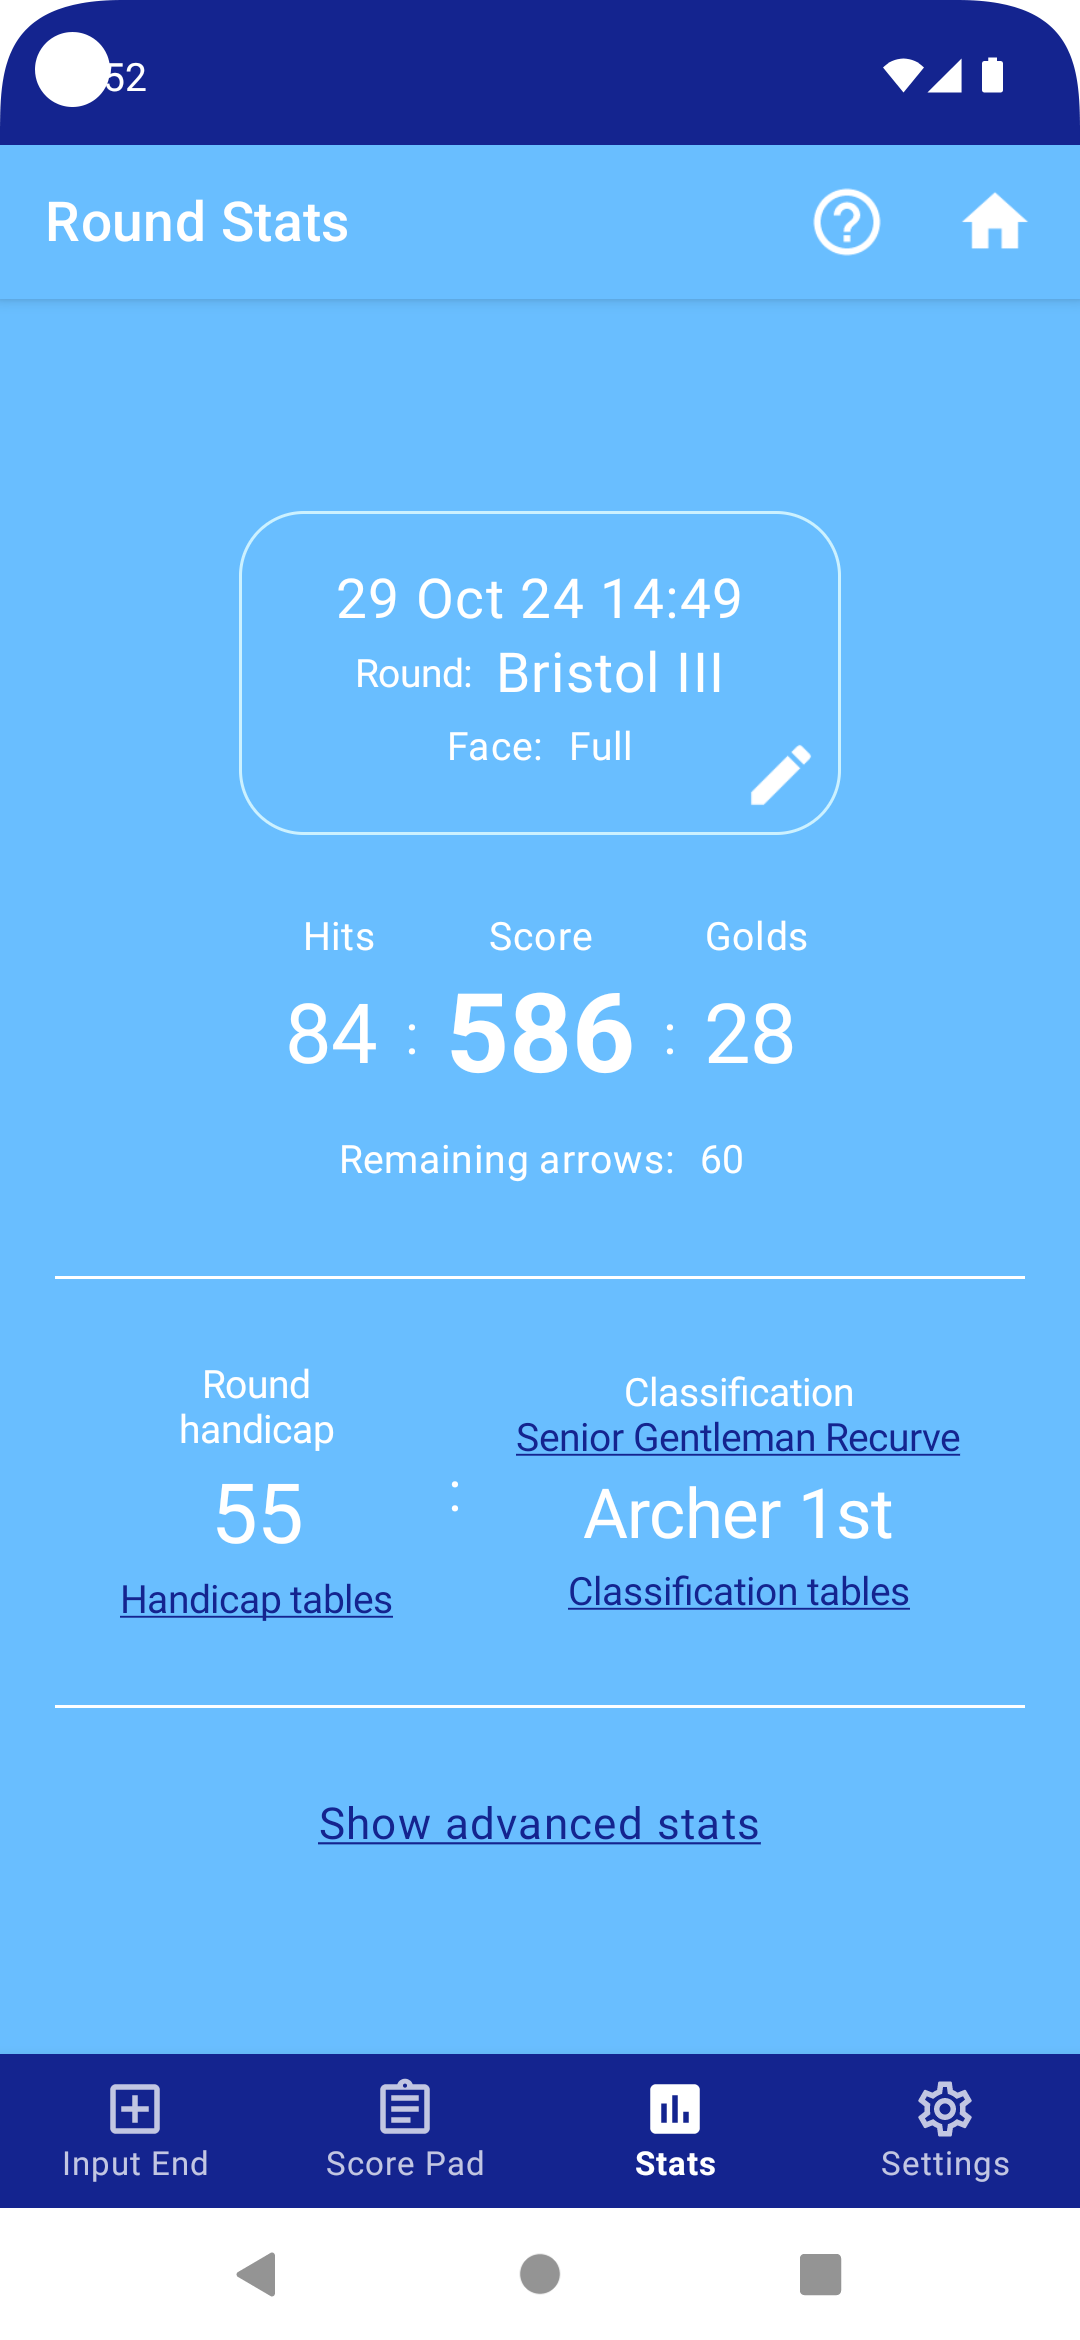 52
Round Stats
29 Oct 24 14:49
Round: Bristol III
Face: Full
Hits Score Golds
84 : 586 : 28
Remaining arrows: 60
Round
handicap
55
Handicap tables
:
Classification
Senior Gentleman Recurve
Archer 1st
Classification tables
Show advanced stats
Input End Score Pad Stats Settings